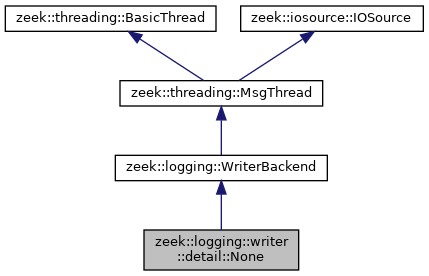 zeek::threading::BasicThread
zeek::iosource::IOSource
zeek::threading::MsgThread
zeek::logging::WriterBackend
zeek::logging::writer
::detail::None